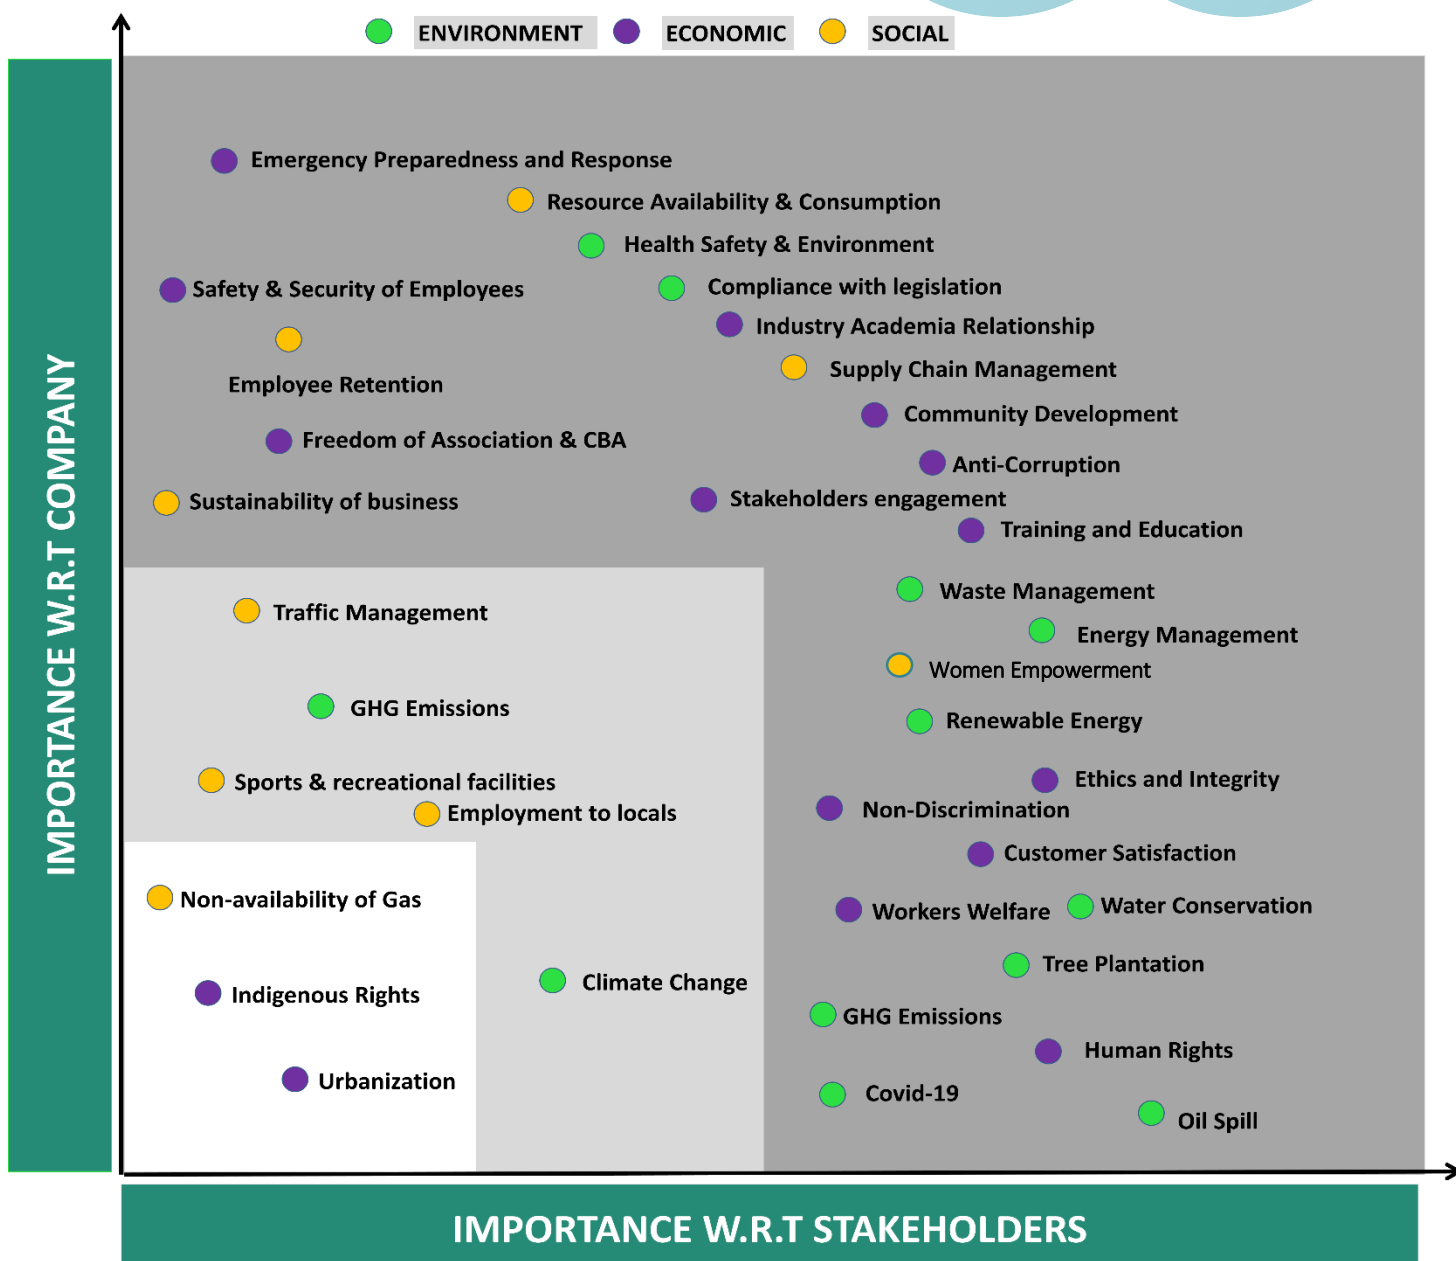 ENVIRONMENT ECONOMIC SOCIAL
IMPORTANCE W.R.T COMPANY
Emergency Preparedness and Response
Resource Availability & Consumption
Health Safety & Environment
Safety & Security of Employees
Compliance with legislation
Industry Academia Relationship
Supply Chain Management
Employee Retention
Community Development
Freedom of Association & CBA
Anti-Corruption
Sustainability of business
Stakeholders engagement
Training and Education
Waste Management
Traffic Management
Energy Management
Women Empowerment
GHG Emissions
Renewable Energy
Sports & recreational facilities
Ethics and Integrity
Employment to locals
Non-Discrimination
Customer Satisfaction
Non-availability of Gas
Workers Welfare
Water Conservation
Tree Plantation
Climate Change
Indigenous Rights
GHG Emissions
Human Rights
Urbanization
Covid-19
Oil Spill
IMPORTANCE W.R.T STAKEHOLDERS